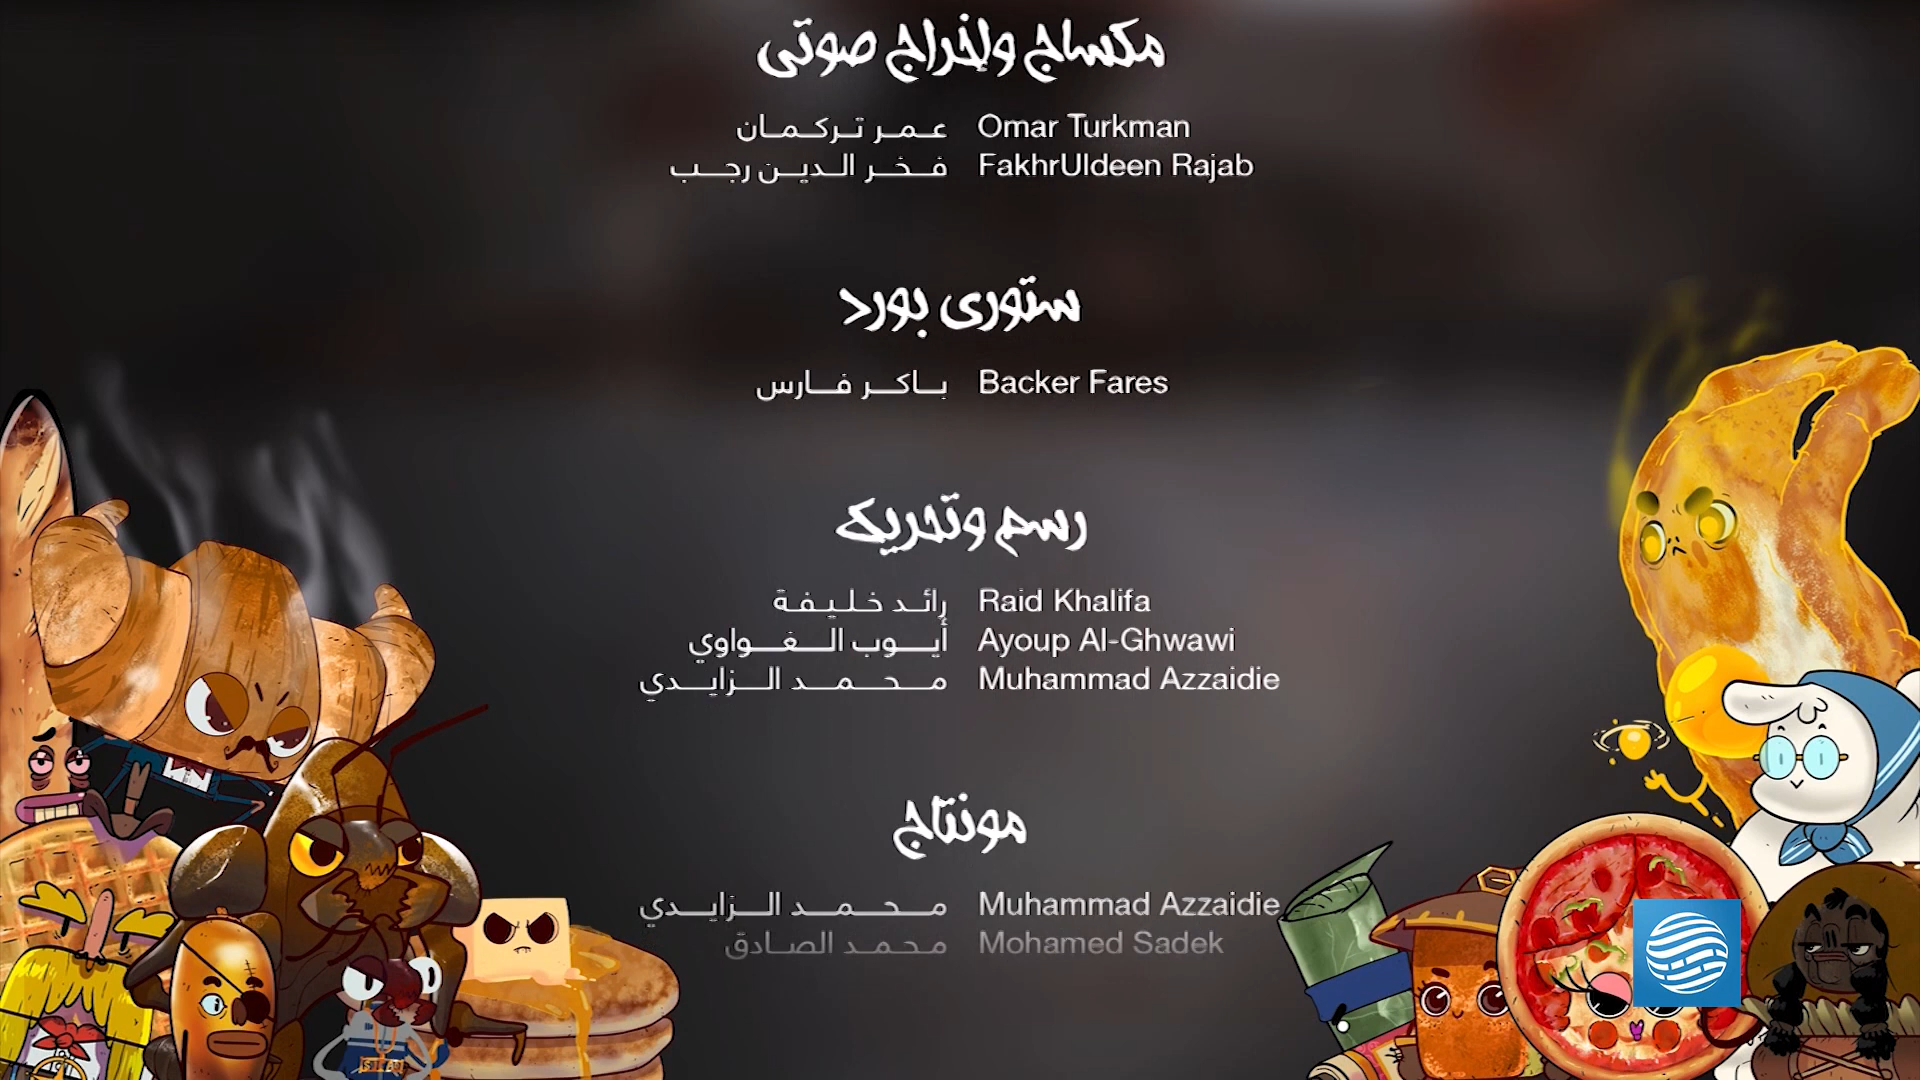 مكساج وإخراج صوتي
عمر تركمان Omar Turkman
فخر الدين رجب FakhrUldeen Rajab
ستوري بورد
باكر فارس Backer Fares
رسم وتحريك
رائد خليفة Raid Khalifa
أيوب الغواوي Ayoup Al-Ghwawi
محمد الزايدي Muhammad Azzaidie
مونتاج
محمد الزايدي Muhammad Azzaidie
محمد الصادق Mohamed Sadek